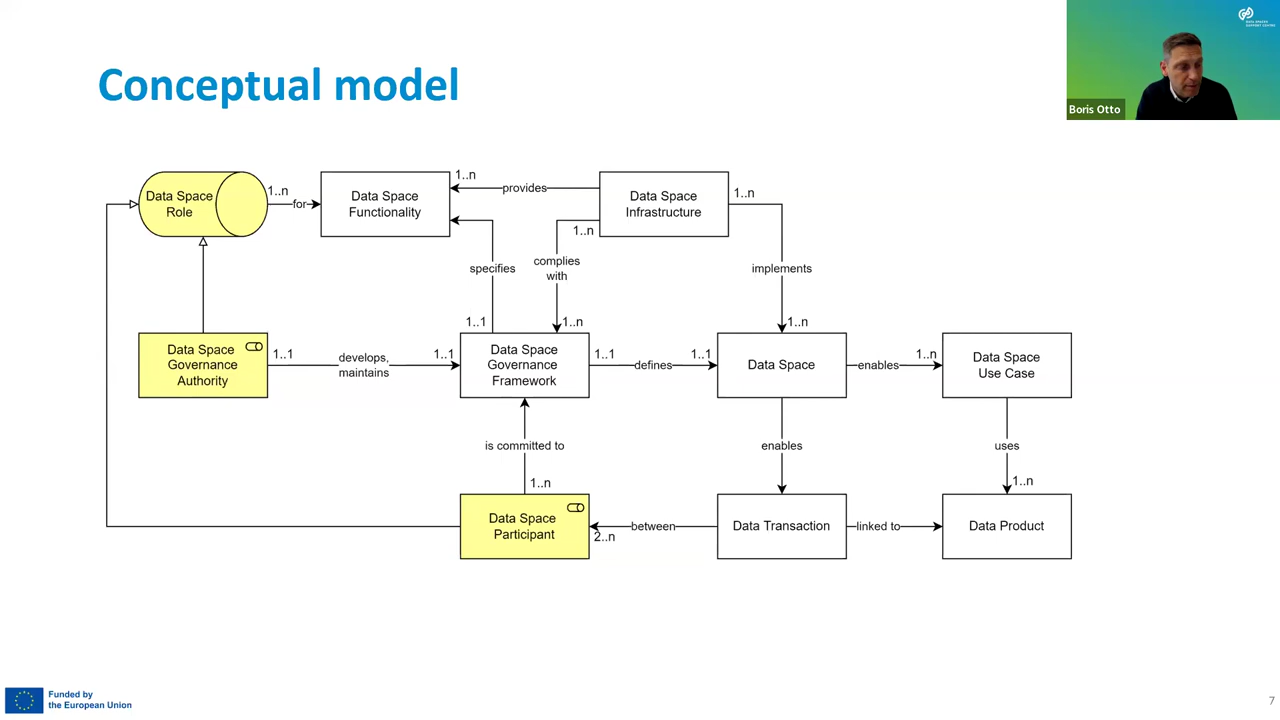 Conceptual model
DATA SPACES
SUPPORT CENTRE
Boris Otto
Data Space
Role
1..n
for
Data Space
Functionality
1..n
provides
Data Space
Infrastructure
1..n
1..n
specifies
complies
with
implements
1..1
1..n
1..n
Data Space
Governance
Authority
1..1
develops,
maintains
1..1
Data Space
Governance
Framework
1..1
defines
1..1
Data Space
enables
1..n
Data Space
Use Case
is committed to
enables
uses
1..n
1..n
Data Space
Participant
between
2..n
Data Transaction
linked to
Data Product
Funded by
the European Union
7